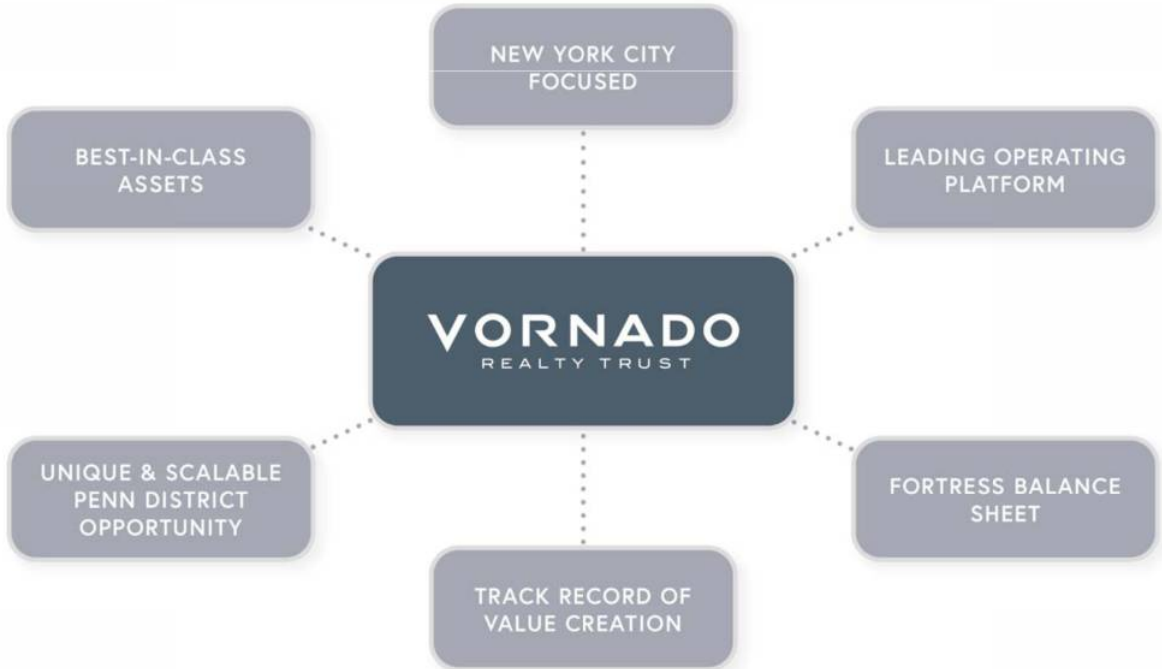 NEW YORK CITY
FOCUSED
BEST-IN-CLASS
ASSETS
LEADING OPERATING
PLATFORM
VORNADO
REALTY TRUST
UNIQUE & SCALABLE
PENN DISTRICT
OPPORTUNITY
FORTRESS BALANCE
SHEET
TRACK RECORD OF
VALUE CREATION